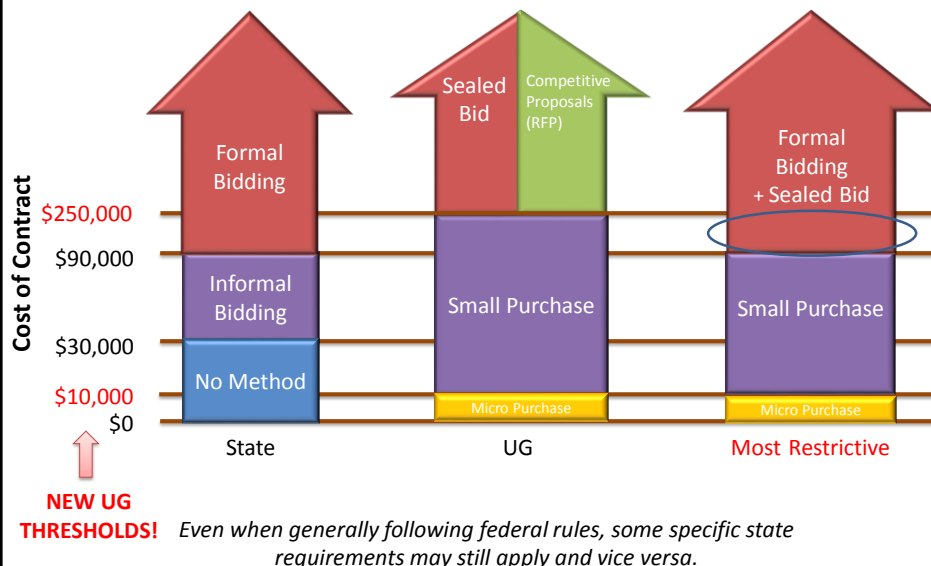 Sealed
Bid
Competitive
Proposals
(RFP)
Formal
Bidding
Formal
Bidding
+ Sealed Bid
Cost of Contract
$250,000
$90,000
Informal
Bidding
Small Purchase
Small Purchase
$30,000
No Method
$10,000
Micro Purchase
Micro Purchase
$0
State
UG
Most Restrictive
NEW UG
THRESHOLDS!
Even when generally following federal rules, some specific state
requirements may still apply and vice versa.